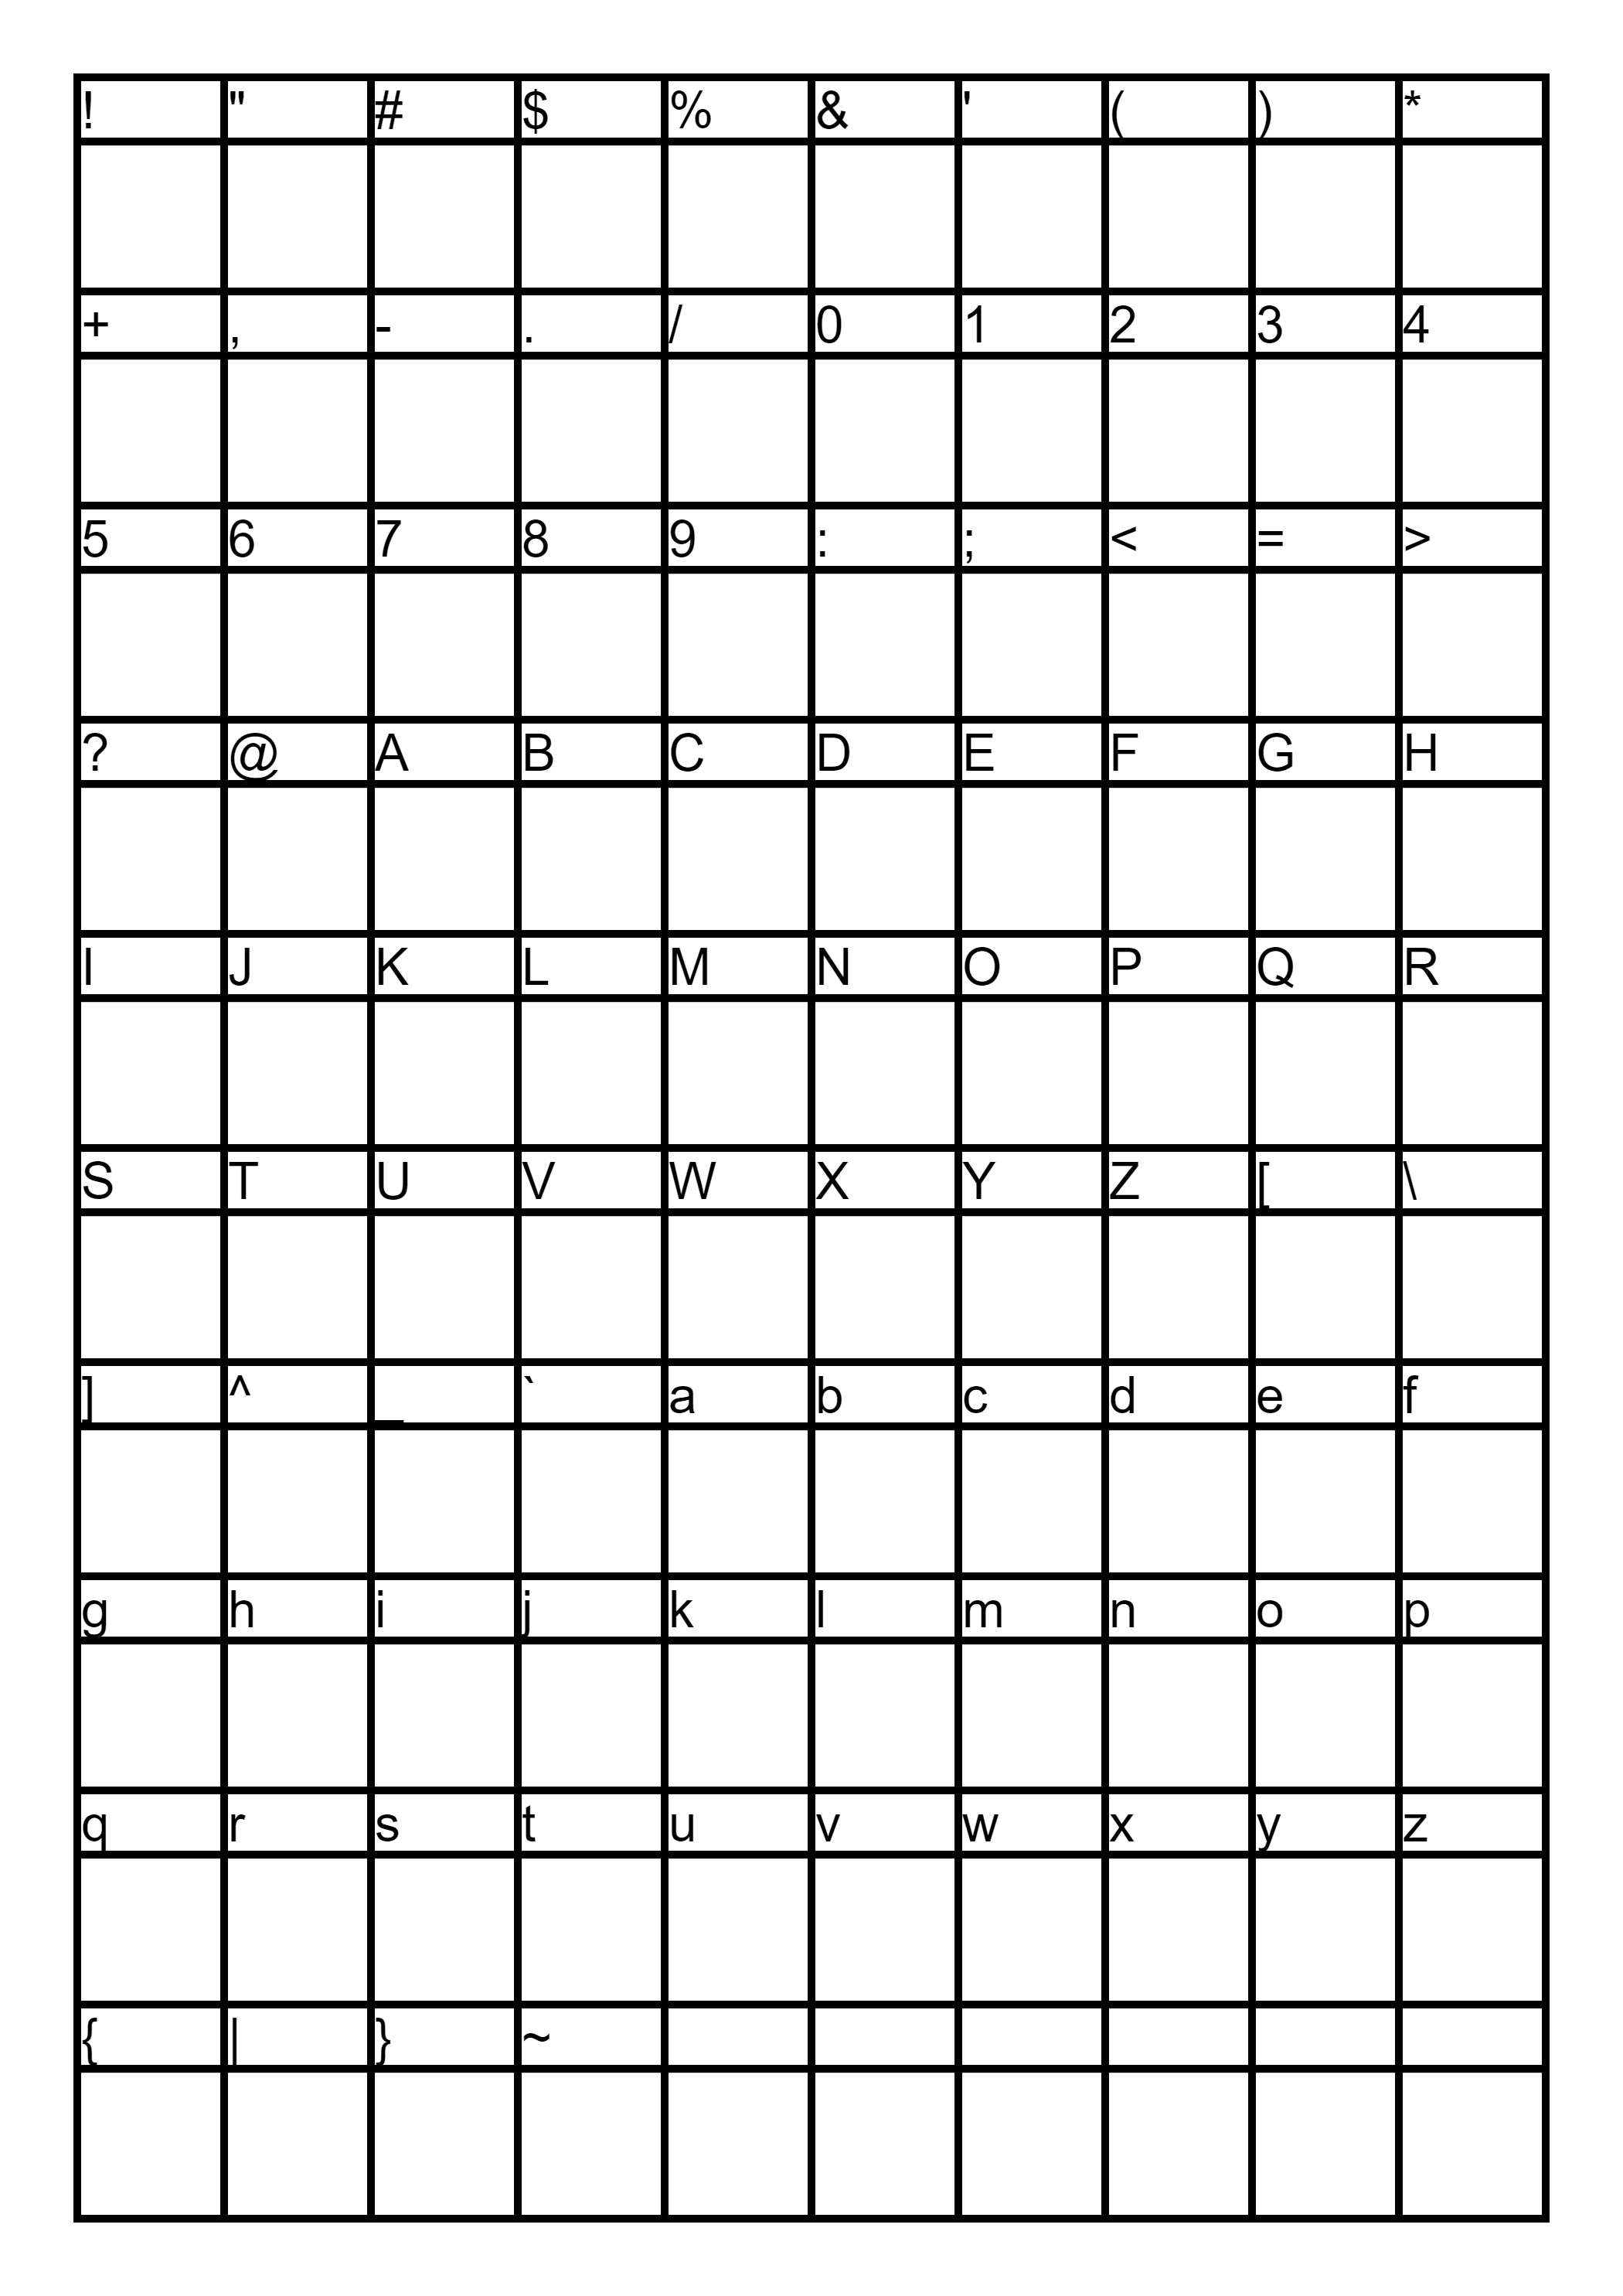 ! " # $ % & ' ( ) *
+ , - . / 0 1 2 3 4
5 6 7 8 9 : ; < = >
? @ A B C D E F G H
I J K L M N O P Q R
S T U V W X Y Z [ \
] ^ _ ` a b c d e f
g h i j k l m n o p
q r s t u v w x y z
{ | } ~